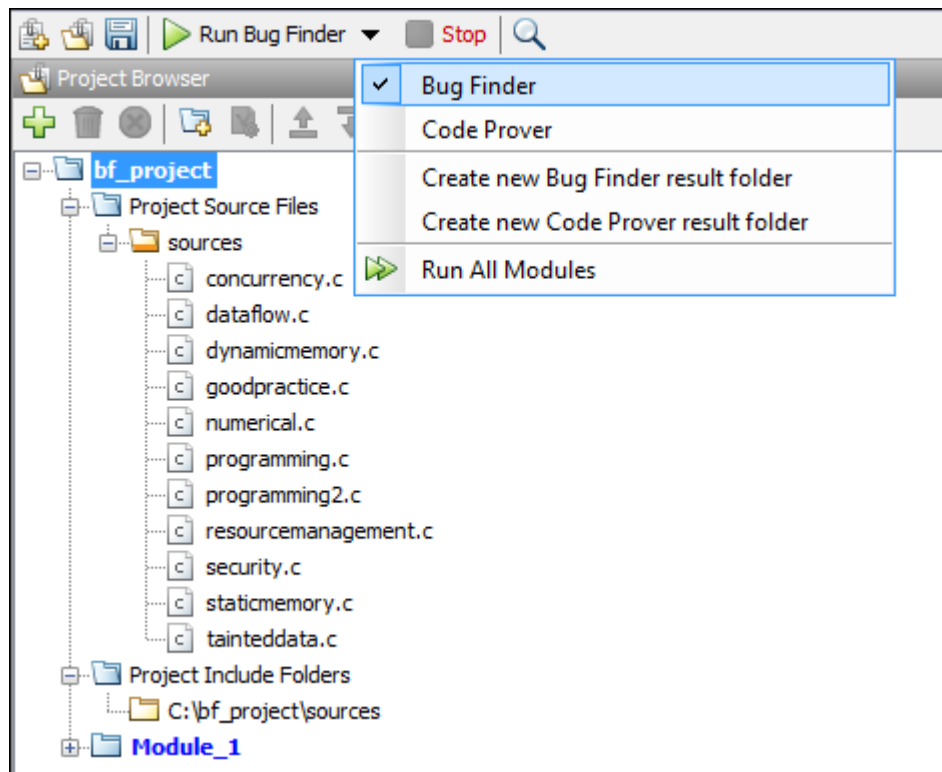 Run Bug Finder Stop
Project Browser
Bug Finder
Code Prover
Create new Bug Finder result folder
Create new Code Prover result folder
Run All Modules
bf_project
Project Source Files
sources
c concurrency.c
c dataflow.c
c dynamicmemory.c
c goodpractice.c
c numerical.c
c programming.c
c programming2.c
c resourcemanagement.c
c security.c
c staticmemory.c
c tainteddata.c
Project Include Folders
C:\bf_project\sources
Module_1